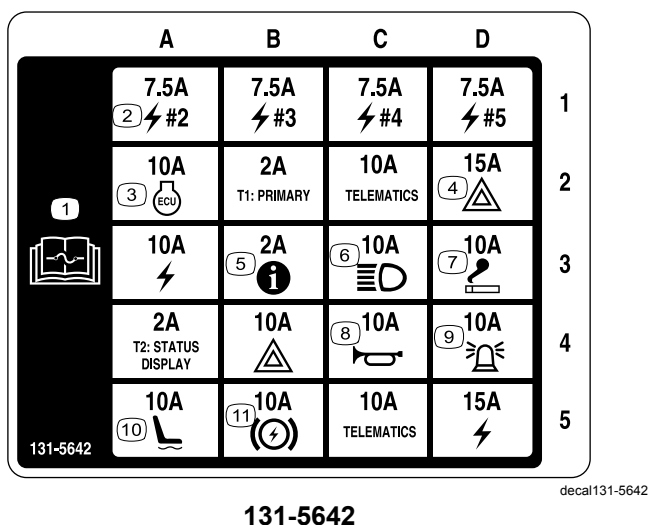 A B C D
7.5A 7.5A 7.5A 7.5A 1
2 #2 #3 #4 #5
10A 2A 10A 15A 2
3 ECU T1: PRIMARY TELEMATICS 4
1
10A 2A 10A 10A 3
5 i 6 7
2A 10A 10A 10A 4
T2: STATUS 8 9
DISPLAY
10A 10A 10A 15A 5
10 11 TELEMATICS
131-5642
decal131-5642
131-5642